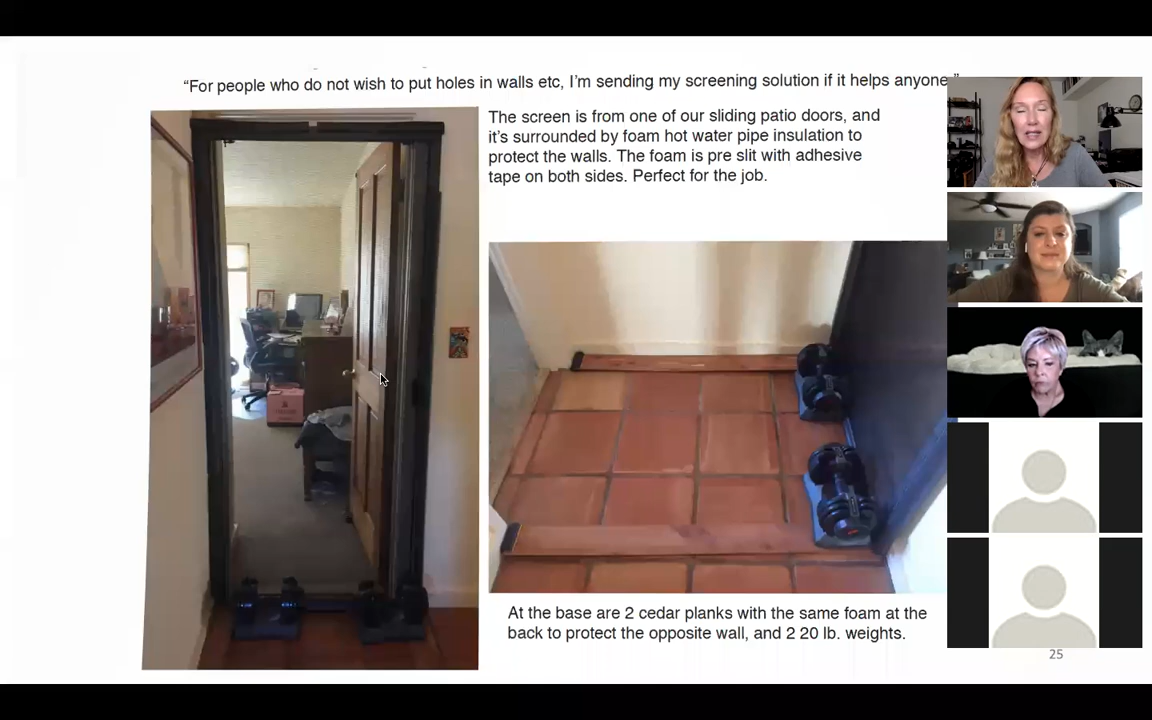 “For people who do not wish to put holes in walls etc, I’m sending my screening solution if it helps anyone.”
The screen is from one of our sliding patio doors, and
it’s surrounded by foam hot water pipe insulation to
protect the walls. The foam is pre slit with adhesive
tape on both sides. Perfect for the job.
At the base are 2 cedar planks with the same foam at the
back to protect the opposite wall, and 2 20 lb. weights.
25